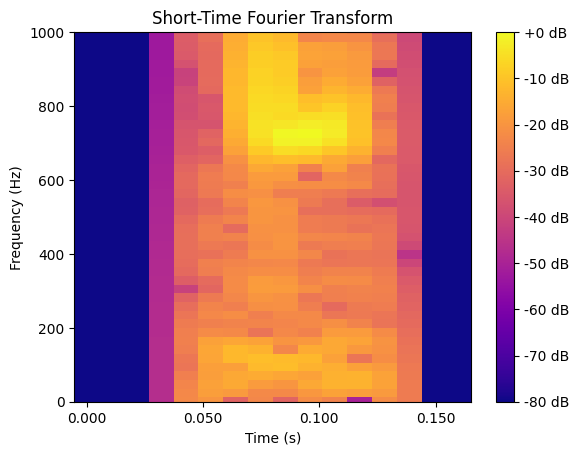 Short-Time Fourier Transform
1000
800
600
400
200
0
Frequency (Hz)
0.000
0.050
0.100
0.150
Time (s)
+0 dB
-10 dB
-20 dB
-30 dB
-40 dB
-50 dB
-60 dB
-70 dB
-80 dB